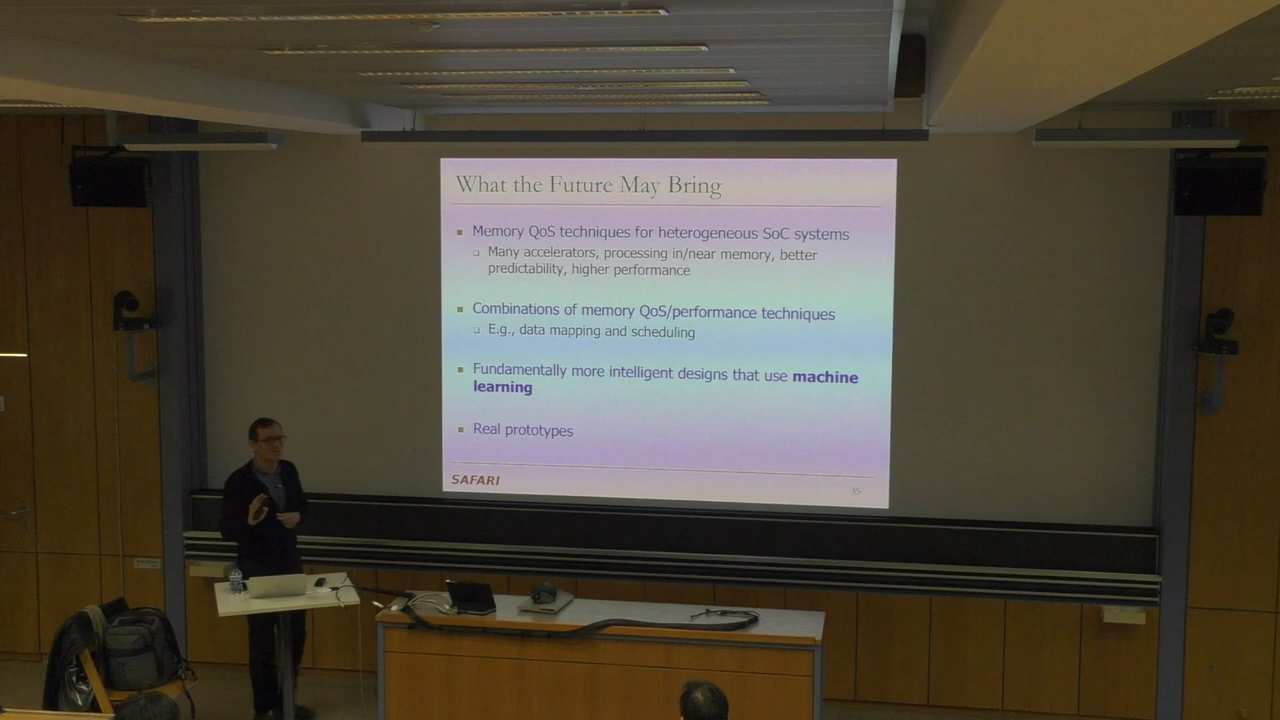 What the Future May Bring
Memory QoS techniques for heterogeneous SoC systems
Many accelerators, processing in/near memory, better
predictability, higher performance
Combinations of memory QoS/performance techniques
E.g., data mapping and scheduling
Fundamentally more intelligent designs that use machine
learning
Real prototypes
SAFARI
35